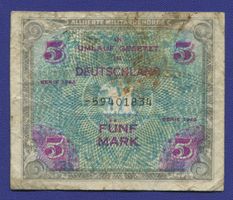 ALLIIERTE MILITÄRBEHÖRDE
IN
UMLAUF GESETZT
IN
DEUTSCHLAND
5 5
SERIE 1944
-59401834
SERIE 1944
5 FÜNF 5
MARK